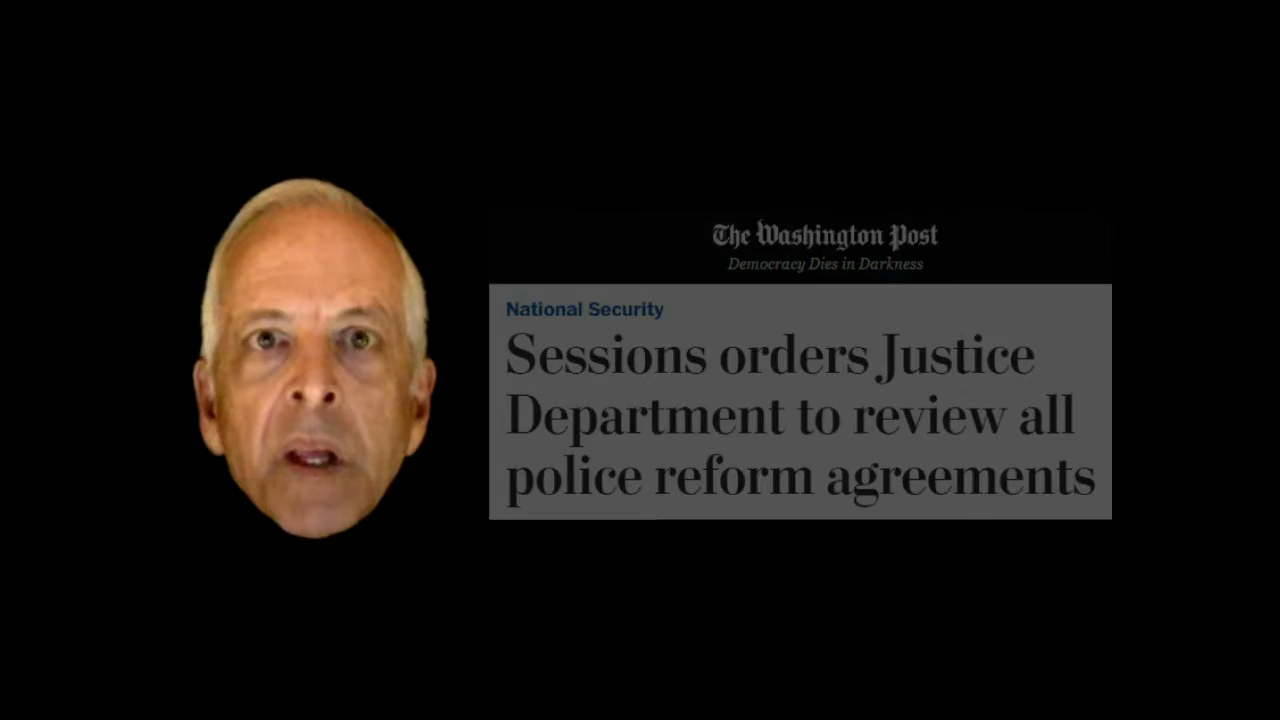 The Washington Post
Democracy Dies in Darkness
National Security
Sessions orders Justice
Department to review all
police reform agreements